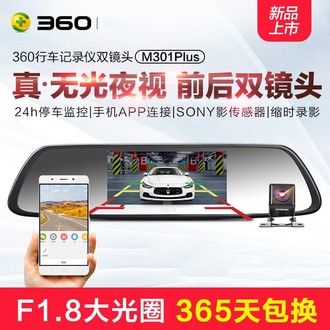 360
新品
上市
360行车记录仪双镜头 M301Plus
真·无光夜视 前后双镜头
24h停车监控|手机APP连接|SONY影传感器|缩时录影
F1.8大光圈 365天包换